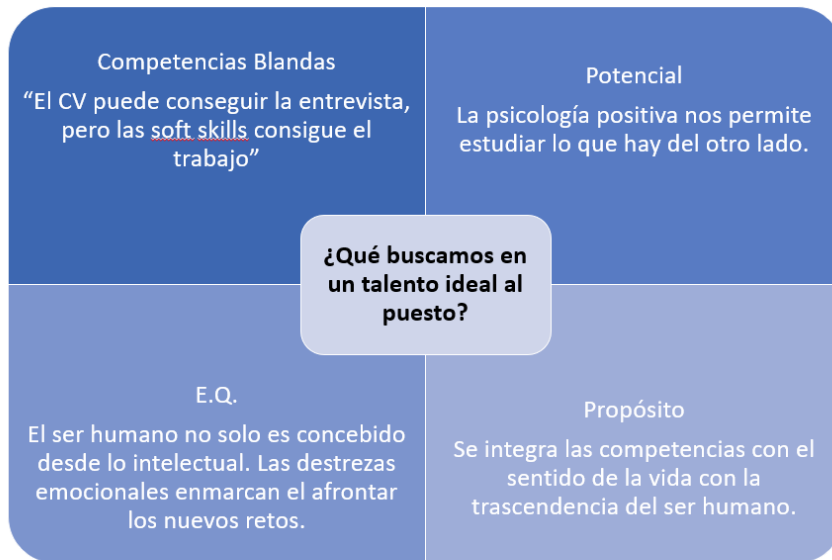 Competencias Blandas
“El CV puede conseguir la entrevista,
pero las soft skills consigue el
trabajo”
Potencial
La psicología positiva nos permite
estudiar lo que hay del otro lado.
¿Qué buscamos en
un talento ideal al
puesto?
E.Q.
El ser humano no solo es concebido
desde lo intelectual. Las destrezas
emocionales enmarcan el afrontar
los nuevos retos.
Propósito
Se integra las competencias con el
sentido de la vida con la
trascendencia del ser humano.